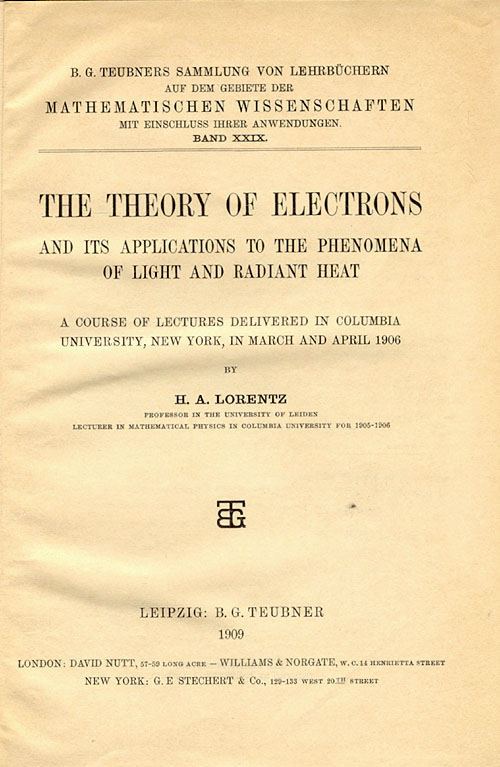 B. G. TEUBNERS SAMMLUNG VON LEHRBÜCHERN
AUF DEM GEBIETE DER
MATHEMATISCHEN WISSENSCHAFTEN
MIT EINSCHLUSS IHRER ANWENDUNGEN.
BAND XXIX.
THE THEORY OF ELECTRONS
AND ITS APPLICATIONS TO THE PHENOMENA
OF LIGHT AND RADIANT HEAT
A COURSE OF LECTURES DELIVERED IN COLUMBIA
UNIVERSITY, NEW YORK, IN MARCH AND APRIL 1906
BY
H. A. LORENTZ
PROFESSOR IN THE UNIVERSITY OF LEIDEN
LECTURER IN MATHEMATICAL PHYSICS IN COLUMBIA UNIVERSITY FOR 1905-1906
BTG
LEIPZIG: B. G. TEUBNER
1909
LONDON: DAVID NUTT, 57-59 LONG ACRE – WILLIAMS & NORGATE, W. C. 14 HENRIETTA STREET
NEW YORK: G. E STECHERT & Co., 129-133 WEST 20TH STREET